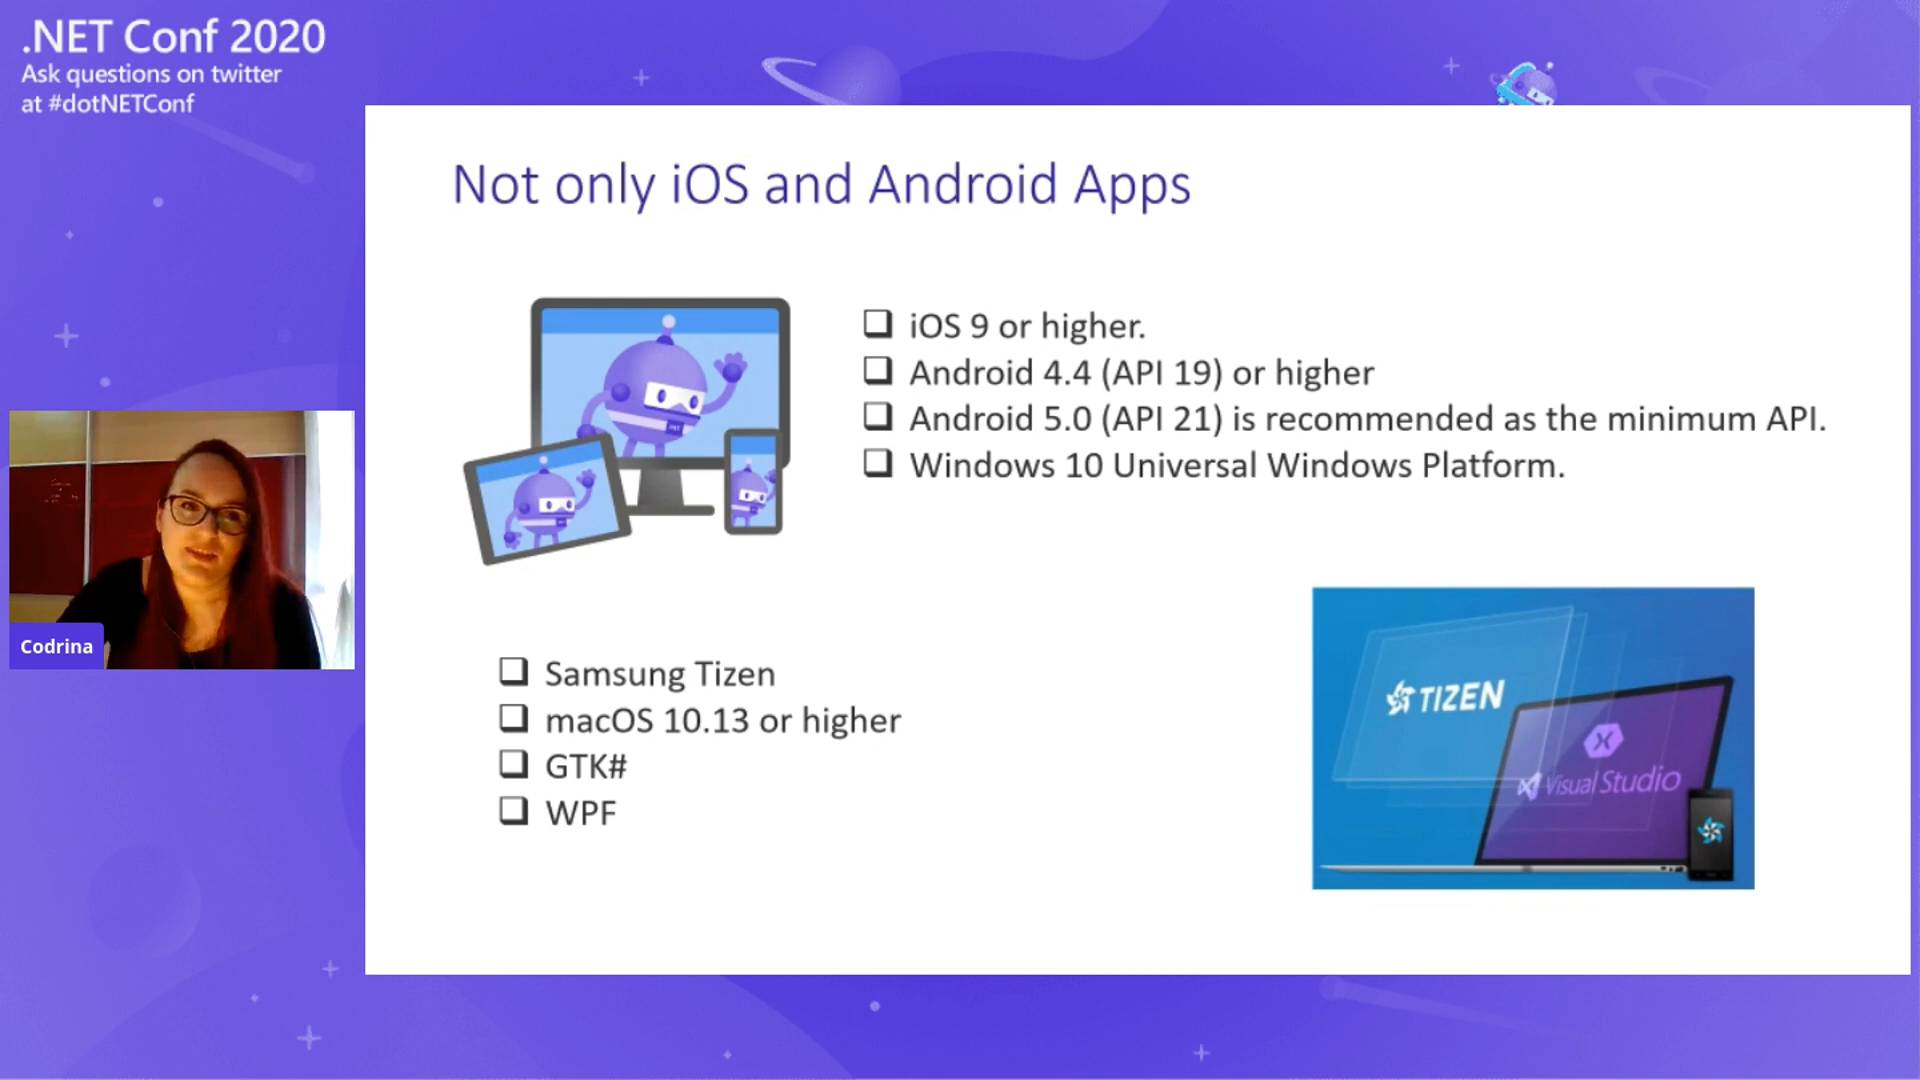 .NET Conf 2020
Ask questions on twitter
at #dotNETConf
Not only iOS and Android Apps
❑ iOS 9 or higher.
❑ Android 4.4 (API 19) or higher
❑ Android 5.0 (API 21) is recommended as the minimum API.
❑ Windows 10 Universal Windows Platform.
Codrina
❑ Samsung Tizen
❑ macOS 10.13 or higher
❑ GTK#
❑ WPF
TIZEN
Visual Studio